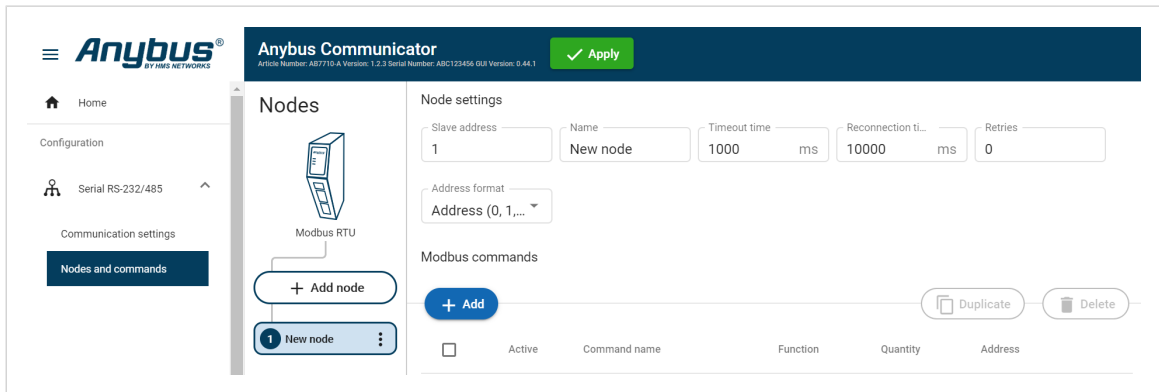 Anybus®
BY HMS NETWORKS
Anybus Communicator
Article Number: AB7710-A Version: 1.2.3 Serial Number: ABC123456 GUI Version: 0.44.1
Apply
Home
Configuration
Serial RS-232/485
Communication settings
Nodes and commands
Nodes
Modbus RTU
+ Add node
1 New node
Node settings
Slave address
1
Name
New node
Timeout time
1000 ms
Reconnection ti...
10000 ms
Retries
0
Address format
Address (0, 1,...
Modbus commands
+ Add
Duplicate
Delete
Active Command name Function Quantity Address